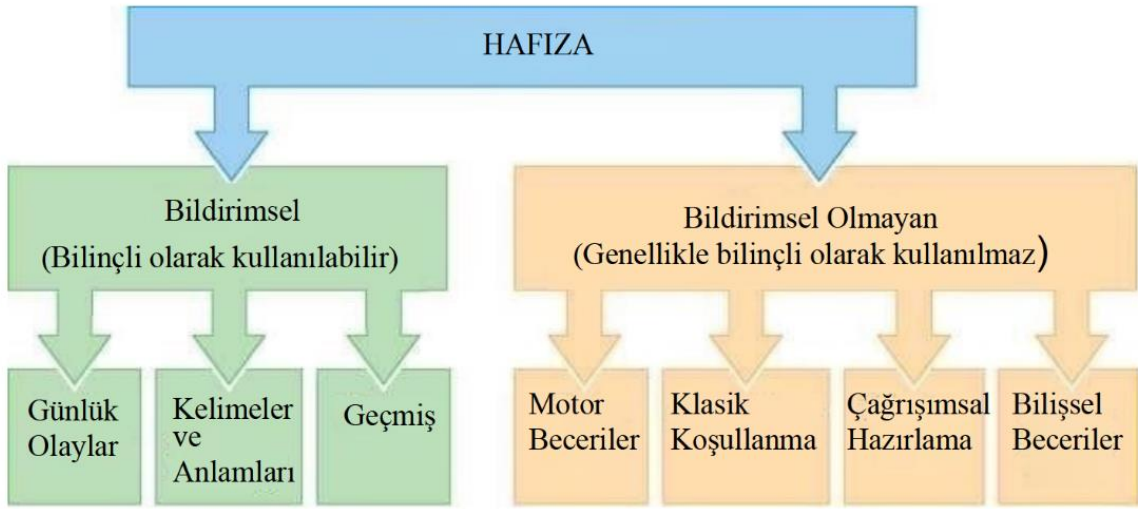 HAFIZA
Bildirimsel
(Bilinçli olarak kullanılabilir)
Bildirimsel Olmayan
(Genellikle bilinçli olarak kullanılmaz)
Günlük
Olaylar
Kelimeler
ve
Anlamları
Geçmiş
Motor
Beceriler
Klasik
Koşullanma
Çağrışımsal
Hazırlama
Bilişsel
Beceriler